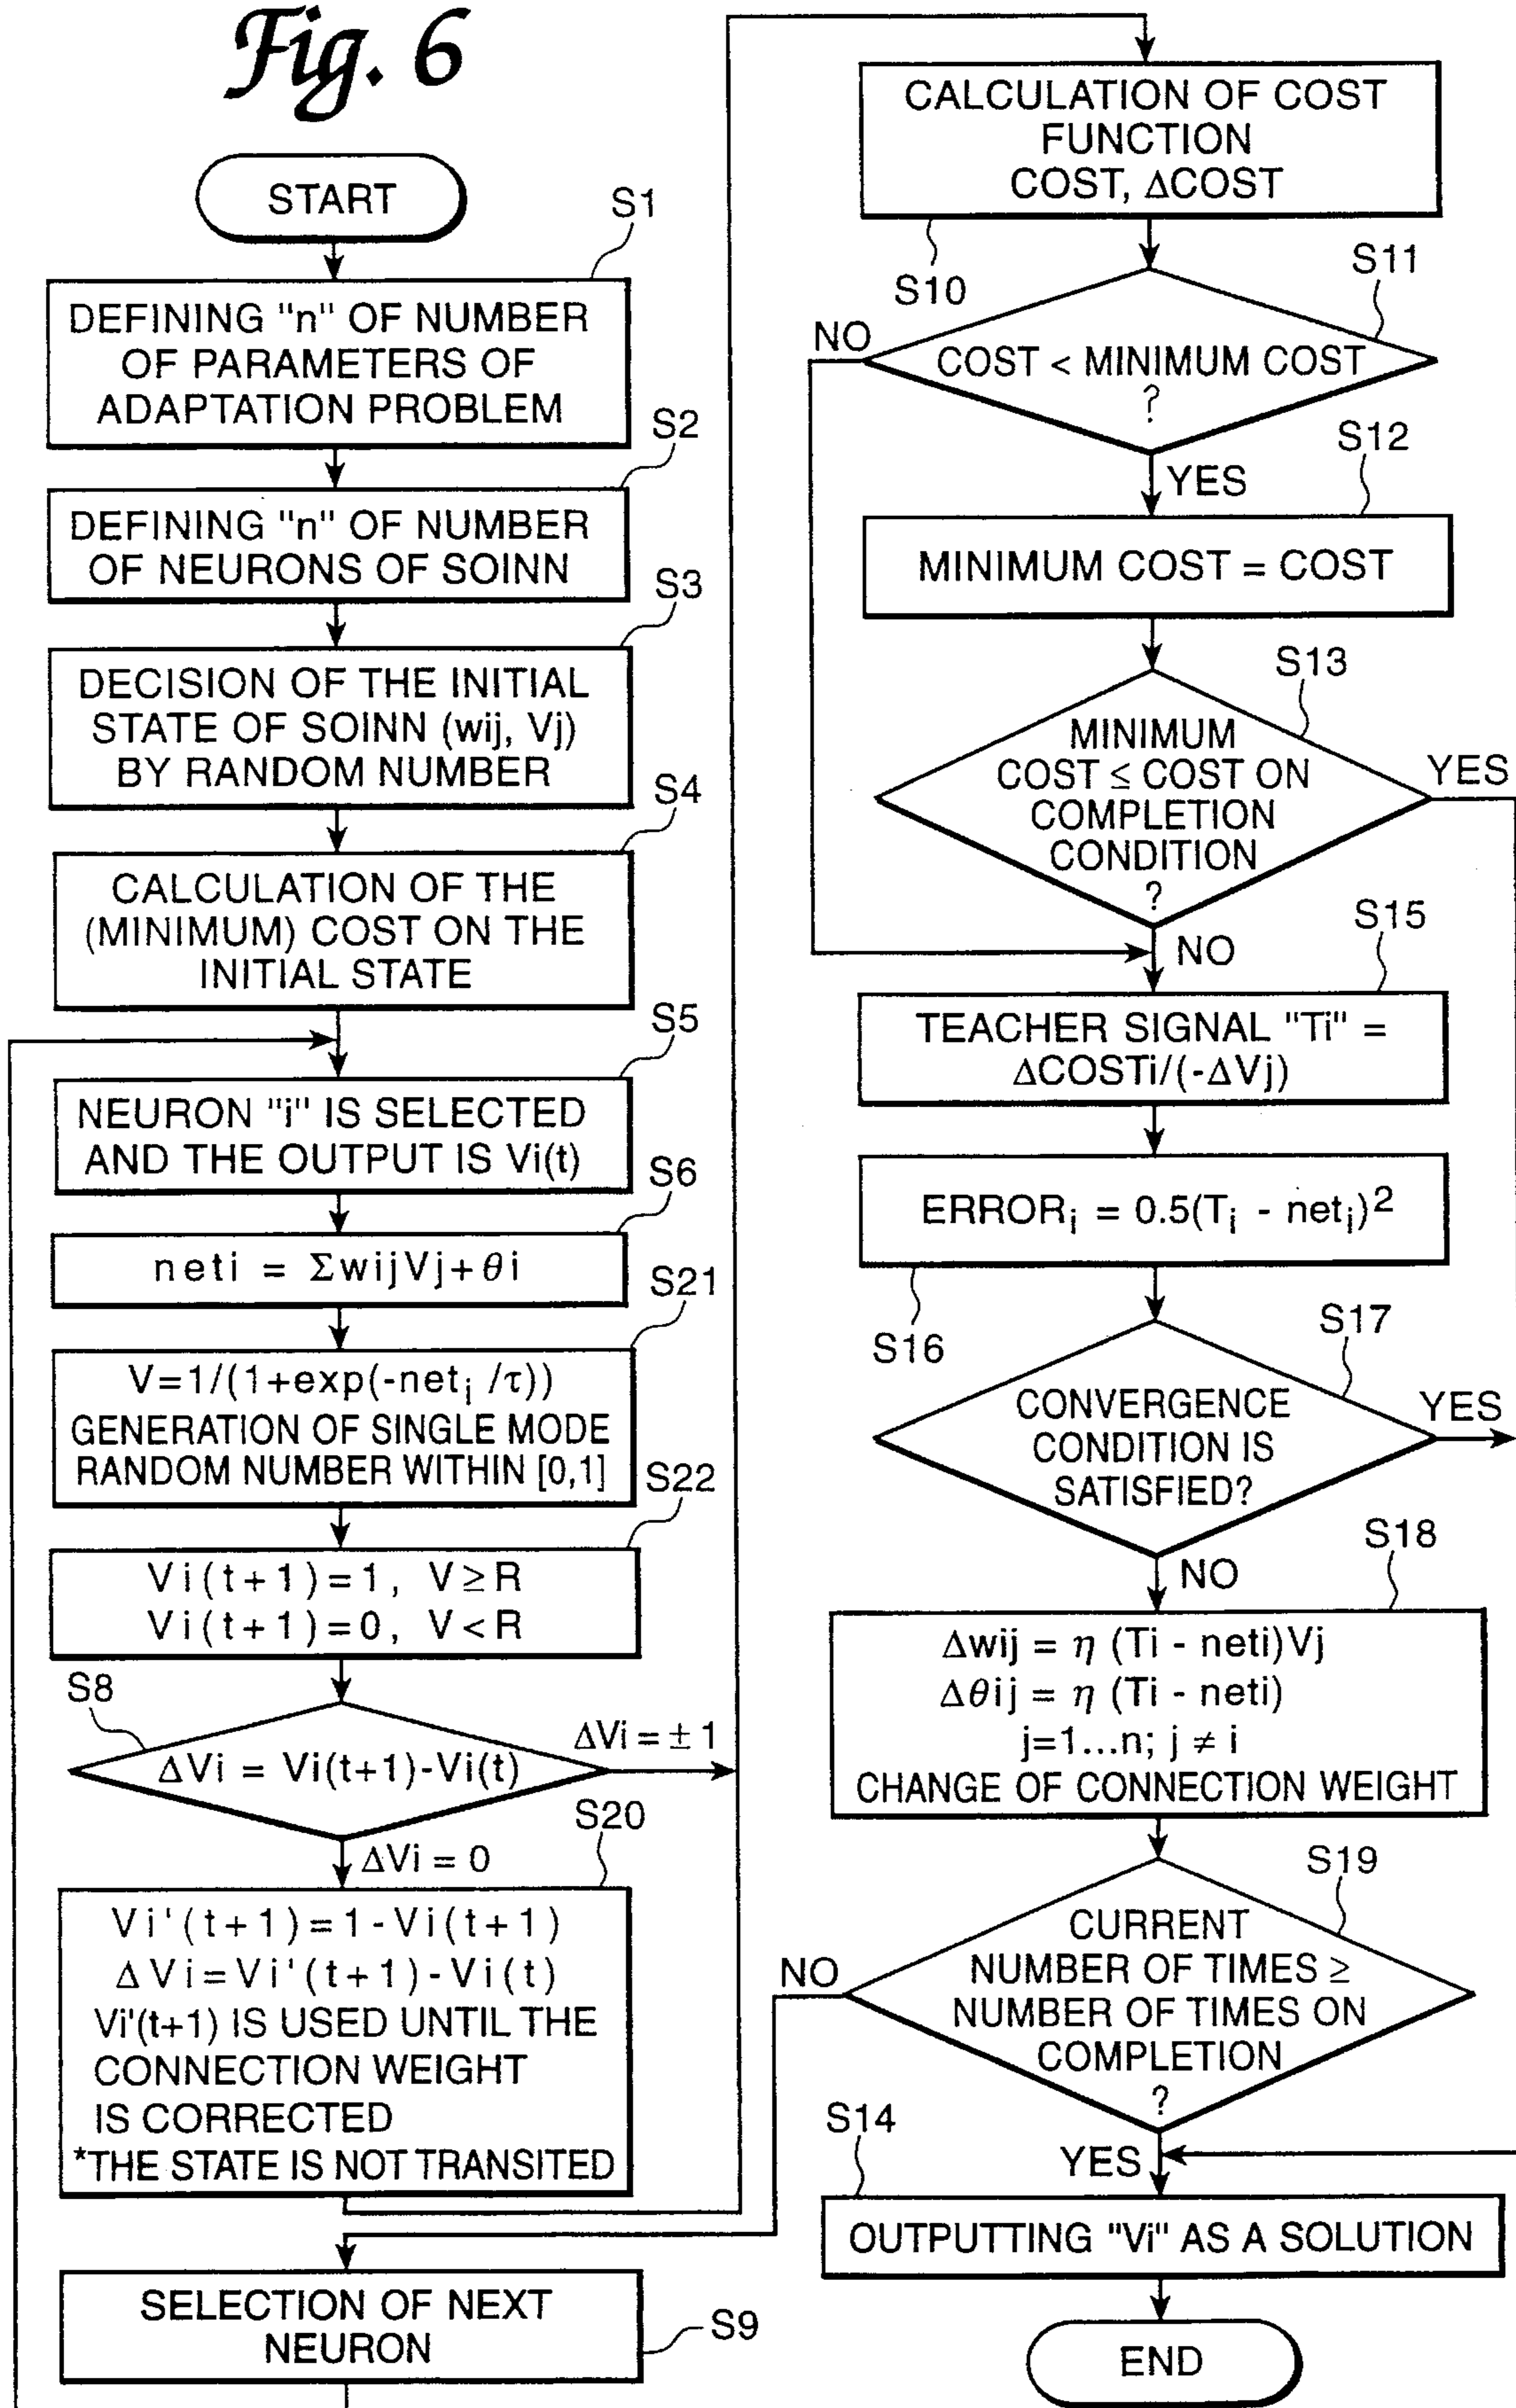 Fig. 6
START
S1
DEFINING "n" OF NUMBER
OF PARAMETERS OF
ADAPTATION PROBLEM
S2
DEFINING "n" OF NUMBER
OF NEURONS OF SOINN
S3
DECISION OF THE INITIAL
STATE OF SOINN (wij, Vj)
BY RANDOM NUMBER
S4
CALCULATION OF THE
(MINIMUM) COST ON THE
INITIAL STATE
S5
NEURON "i" IS SELECTED
AND THE OUTPUT IS Vi(t)
S6
neti = ΣwijVj+θi
S21
V=1/(1+exp(-neti /τ))
GENERATION OF SINGLE MODE
RANDOM NUMBER WITHIN [0,1]
S22
Vi(t+1)=1, V≥R
Vi(t+1)=0, V<R
S8
ΔVi = Vi(t+1)-Vi(t)
ΔVi = ± 1
ΔVi = 0
S20
Vi'(t+1)=1-Vi(t+1)
ΔVi=Vi'(t+1)-Vi(t)
Vi'(t+1) IS USED UNTIL THE
CONNECTION WEIGHT
IS CORRECTED
*THE STATE IS NOT TRANSITED
SELECTION OF NEXT
NEURON
S9
CALCULATION OF COST
FUNCTION
COST, ΔCOST
S10
S11
NO
COST < MINIMUM COST
?
YES
S12
MINIMUM COST = COST
S13
MINIMUM
COST ≤ COST ON
COMPLETION
CONDITION
?
YES
NO
S15
TEACHER SIGNAL "Ti" =
ΔCOSTi/(-ΔVj)
ERRORi = 0.5(Ti - neti)²
S16
S17
CONVERGENCE
CONDITION IS
SATISFIED?
YES
NO
S18
Δwij = η (Ti - neti)Vj
Δθij = η (Ti - neti)
j=1...n; j ≠ i
CHANGE OF CONNECTION WEIGHT
S19
CURRENT
NUMBER OF TIMES ≥
NUMBER OF TIMES ON
COMPLETION
?
NO
YES
S14
OUTPUTTING "Vi" AS A SOLUTION
END